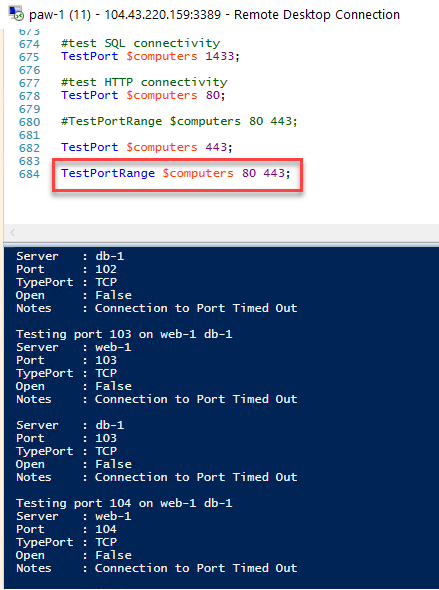 paw-1 (11) - 104.43.220.159:3389 - Remote Desktop Connection
673
674 #test SQL connectivity
675 TestPort $computers 1433;
676
677 #test HTTP connectivity
678 TestPort $computers 80;
679
680 #TestPortRange $computers 80 443;
681
682 TestPort $computers 443;
683
684 TestPortRange $computers 80 443;
Server : db-1
Port : 102
TypePort : TCP
Open : False
Notes : Connection to Port Timed Out
Testing port 103 on web-1 db-1
Server : web-1
Port : 103
TypePort : TCP
Open : False
Notes : Connection to Port Timed Out
Server : db-1
Port : 103
TypePort : TCP
Open : False
Notes : Connection to Port Timed Out
Testing port 104 on web-1 db-1
Server : web-1
Port : 104
TypePort : TCP
Open : False
Notes : Connection to Port Timed Out